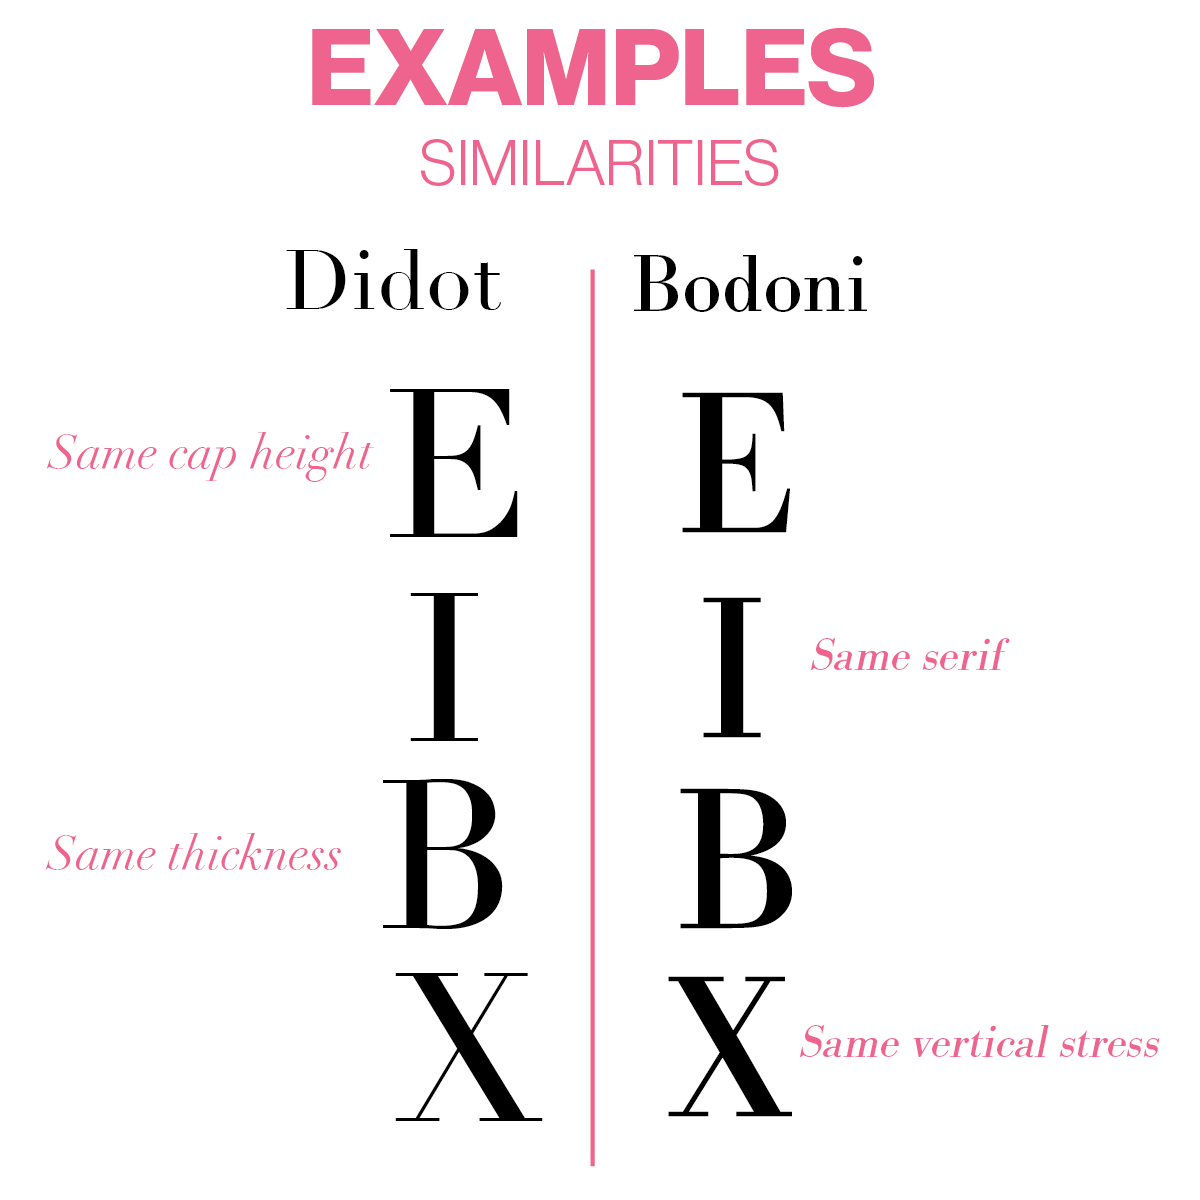 EXAMPLES
SIMILARITIES
Didot
Bodoni
Same cap height
E
E
I
I
Same serif
Same thickness
B
B
X
X
Same vertical stress